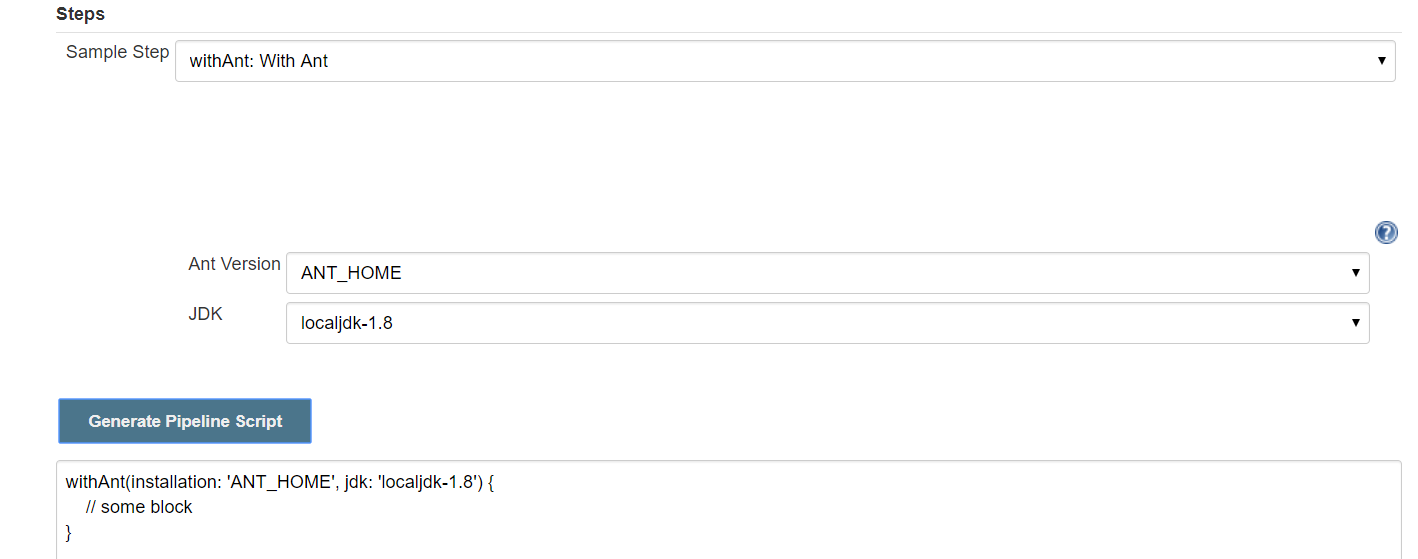 Steps
Sample Step withAnt: With Ant
Ant Version ANT_HOME
JDK localjdk-1.8
Generate Pipeline Script
withAnt(installation: 'ANT_HOME', jdk: 'localjdk-1.8') {
    // some block
}